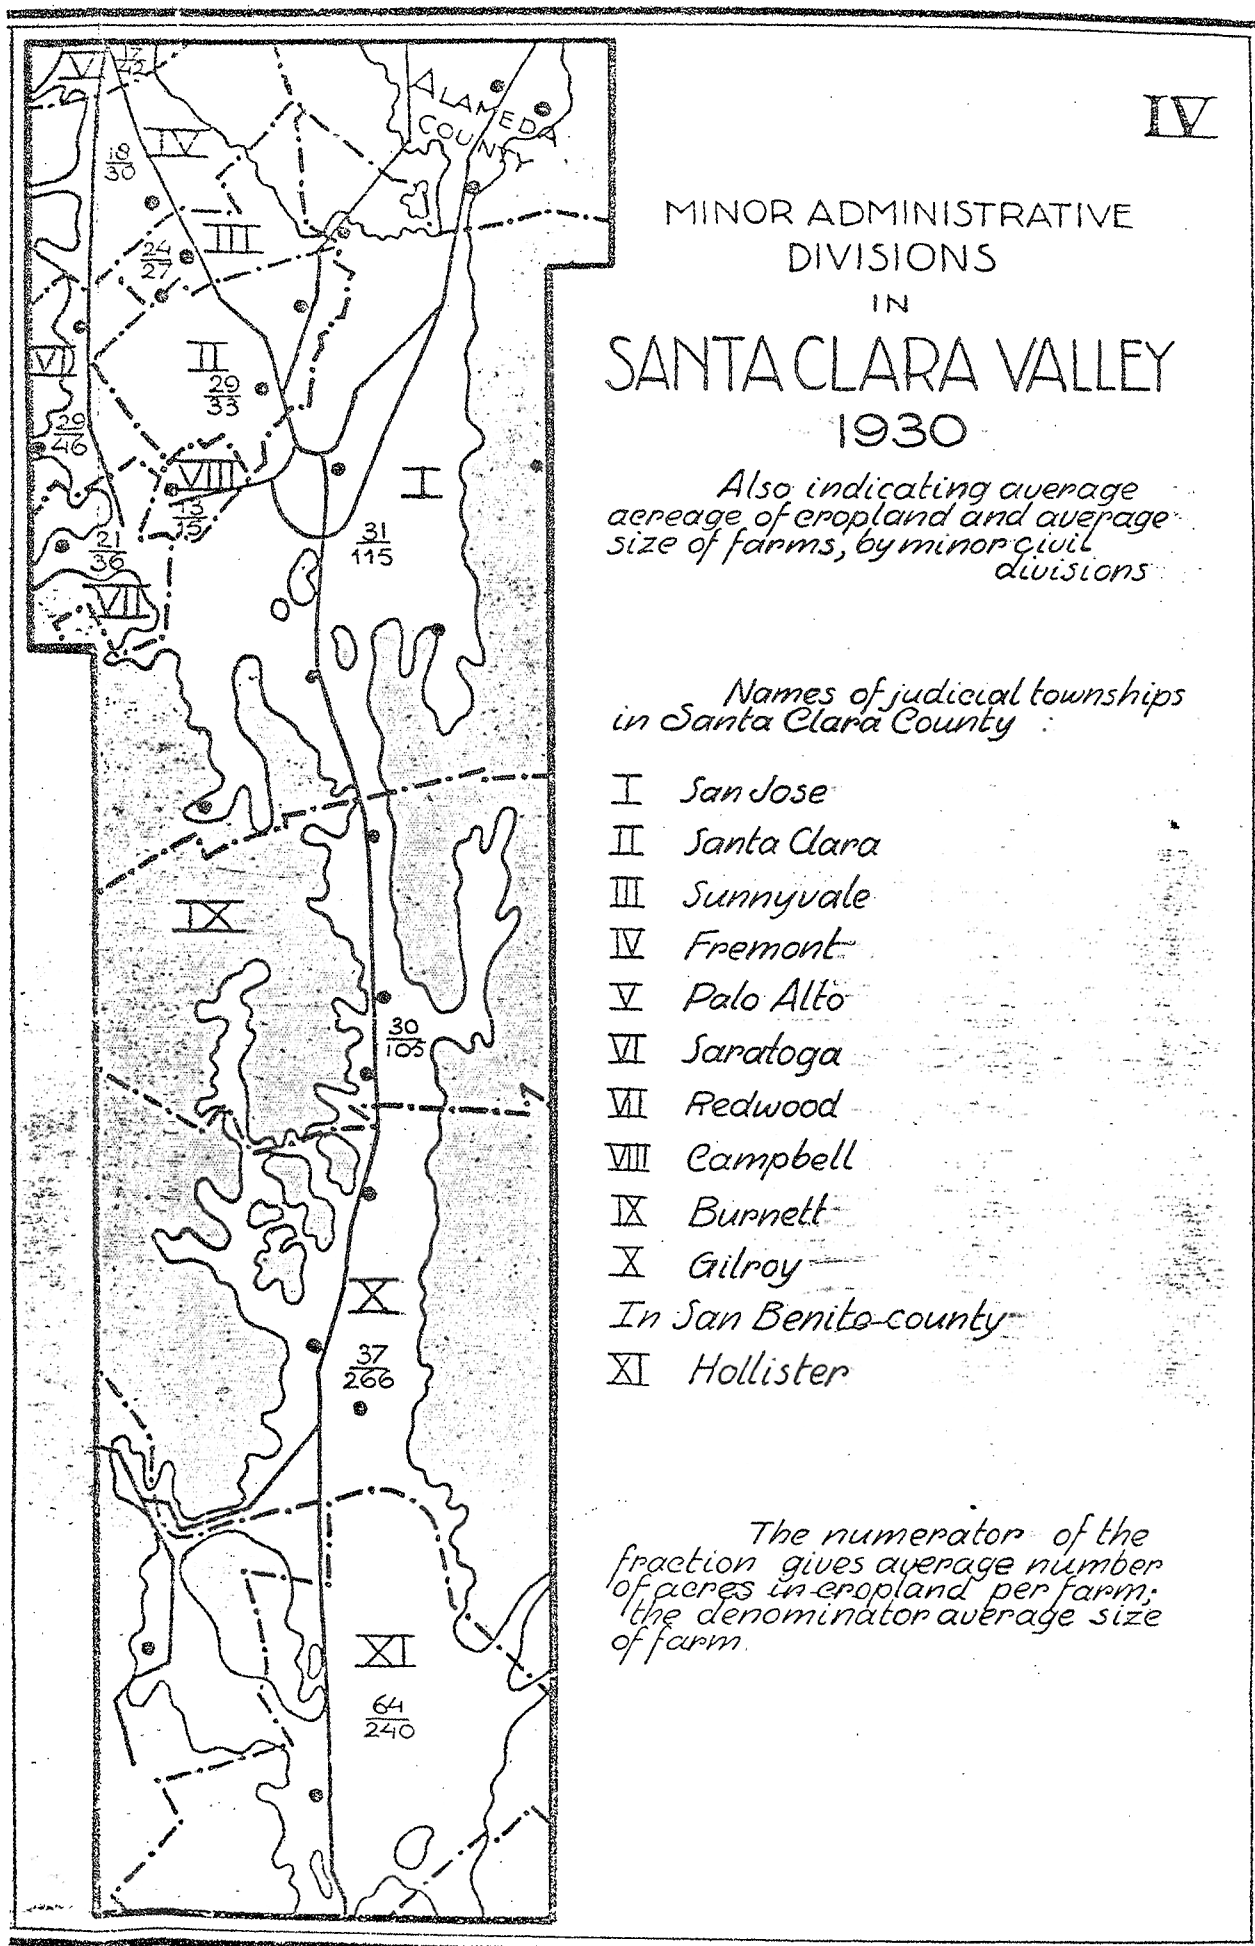 IV
MINOR ADMINISTRATIVE
DIVISIONS
IN
SANTA CLARA VALLEY
1930
Also indicating average
acreage of cropland and average
size of farms, by minor civil
divisions
Names of judicial townships
in Santa Clara County :
I San Jose
II Santa Clara
III Sunnyvale
IV Fremont
V Palo Alto
VI Saratoga
VII Redwood
VIII Campbell
IX Burnett
X Gilroy
In San Benito county
XI Hollister
The numerator of the
fraction gives average number
of acres in cropland per farm;
the denominator average size
of farm.
V
42
ALAMEDA
COUNTY
IV
18
30
III
24
27
VI
II
29
33
29
46
VIII
13
15
I
31
115
21
36
VII
IX
30
105
X
37
266
XI
64
240